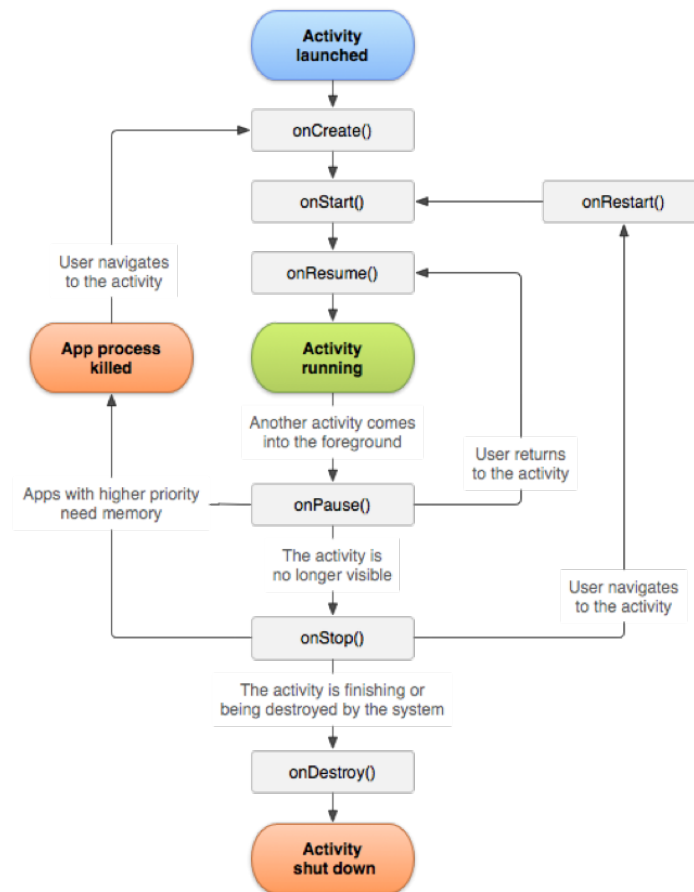 Activity
launched
onCreate()
onStart()
onRestart()
User navigates
to the activity
onResume()
App process
killed
Activity
running
Another activity comes
into the foreground
User returns
to the activity
Apps with higher priority
need memory
onPause()
The activity is
no longer visible
User navigates
to the activity
onStop()
The activity is finishing or
being destroyed by the system
onDestroy()
Activity
shut down